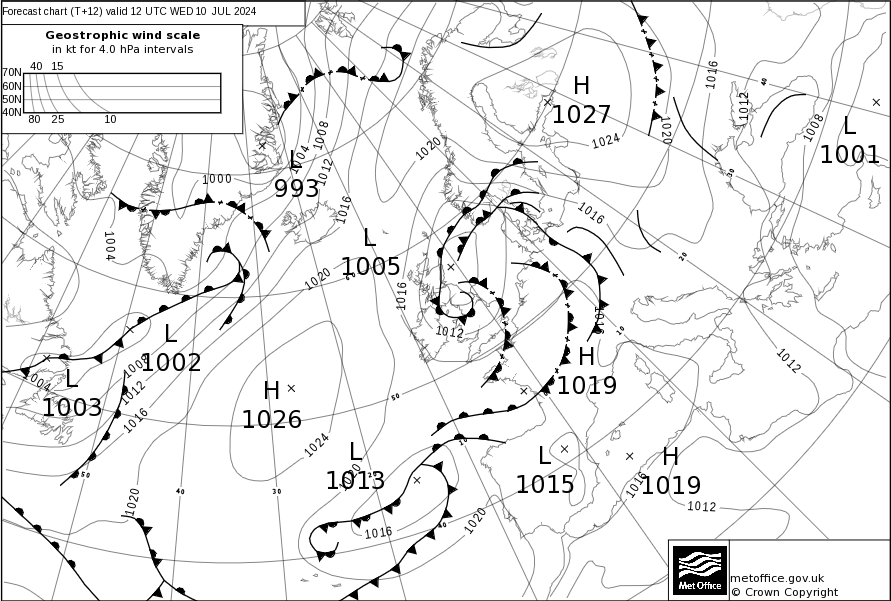 Forecast chart (T+12) valid 12 UTC WED 10 JUL 2024
Geostrophic wind scale
in kt for 4.0 hPa intervals
40 15
70N
60N
50N
40N
80 25 10
H
1027
L
1001
L
993
L
1005
L
1002
L
1003
H
1026
L
1013
H
1019
L
1015
H
1019
1016
1012
1008
1020
1024
1020
1008
1004
1012
1000
1016
1004
1016
1020
1016
1012
1012
1008
1004
1012
1016
1024
1020
1020
1016
1020
1016
1012
40
30
20
10
50
40
30
50
40
metoffice.gov.uk
© Crown Copyright
Met Office